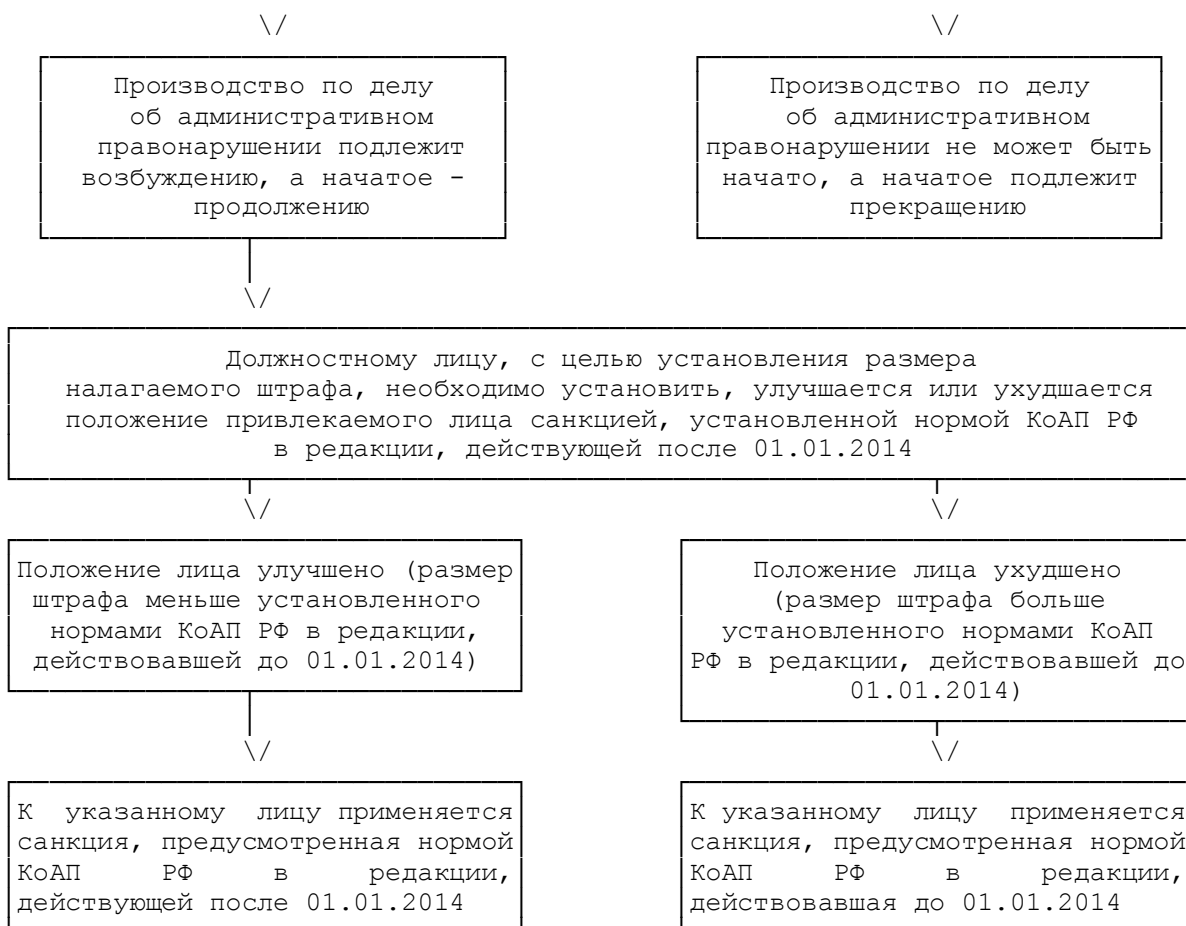 \/ \/
Производство по делу
об административном
правонарушении подлежит
возбуждению, а начатое -
продолжению
Производство по делу
об административном
правонарушении не может быть
начато, а начатое подлежит
прекращению
\/
Должностному лицу, с целью установления размера
налагаемого штрафа, необходимо установить, улучшается или ухудшается
положение привлекаемого лица санкцией, установленной нормой КоАП РФ
в редакции, действующей после 01.01.2014
\/ \/
Положение лица улучшено (размер
штрафа меньше установленного
нормами КоАП РФ в редакции,
действовавшей до 01.01.2014)
Положение лица ухудшено
(размер штрафа больше
установленного нормами КоАП
РФ в редакции, действовавшей до
01.01.2014)
\/ \/
К указанному лицу применяется
санкция, предусмотренная нормой
КоАП РФ в редакции,
действующей после 01.01.2014
К указанному лицу применяется
санкция, предусмотренная нормой
КоАП РФ в редакции,
действовавшая до 01.01.2014